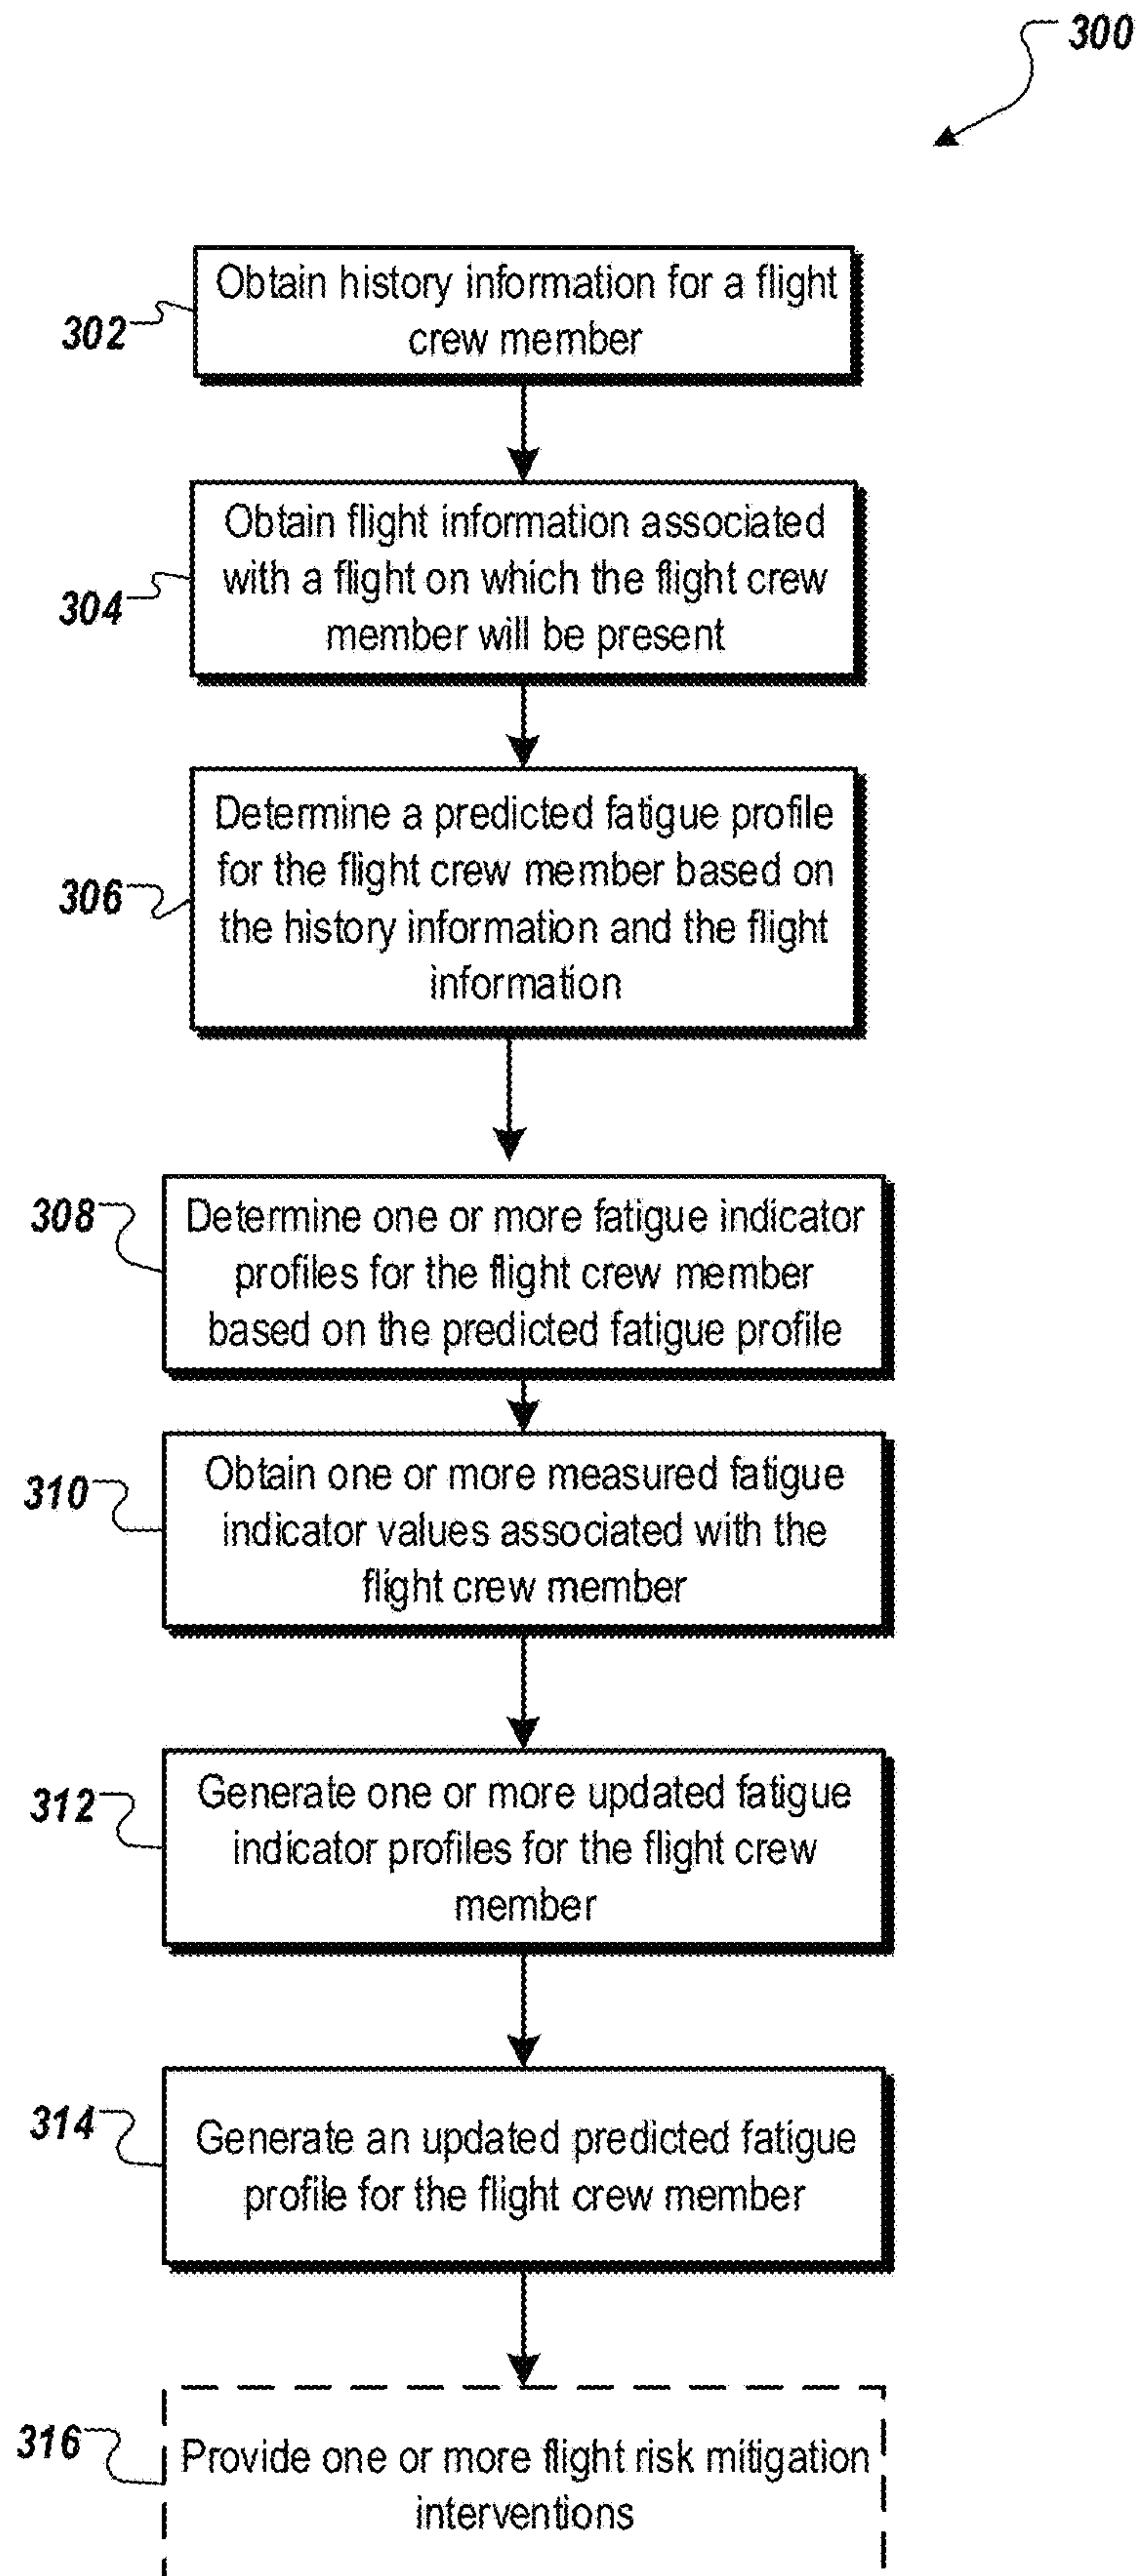 300
302
Obtain history information for a flight
crew member
304
Obtain flight information associated
with a flight on which the flight crew
member will be present
306
Determine a predicted fatigue profile
for the flight crew member based on
the history information and the flight
information
308
Determine one or more fatigue indicator
profiles for the flight crew member
based on the predicted fatigue profile
310
Obtain one or more measured fatigue
indicator values associated with the
flight crew member
312
Generate one or more updated fatigue
indicator profiles for the flight crew
member
314
Generate an updated predicted fatigue
profile for the flight crew member
316
Provide one or more flight risk mitigation
interventions